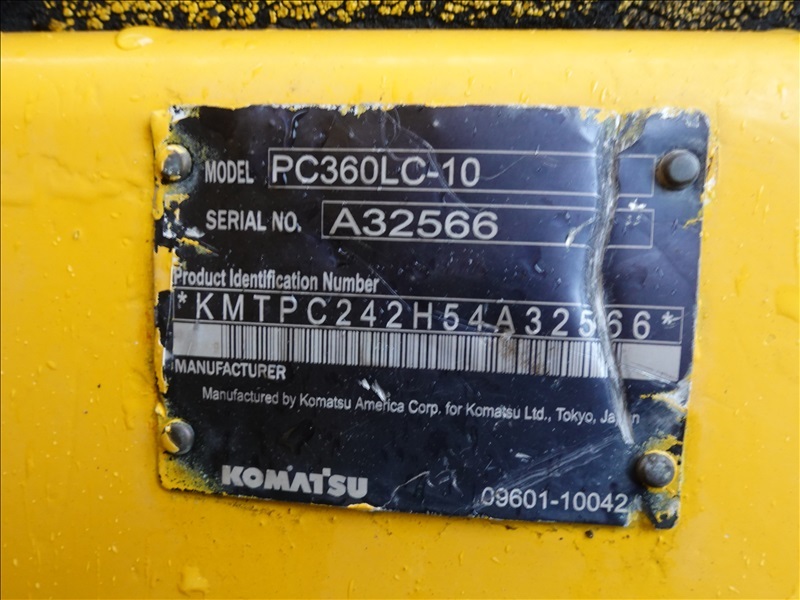 MODEL PC360LC-10
SERIAL NO. A32566
Product Identification Number
*KMTPC242H54A32566*
MANUFACTURER
Manufactured by Komatsu America Corp. for Komatsu Ltd., Tokyo, Japan
KOMATSU 09601-10042